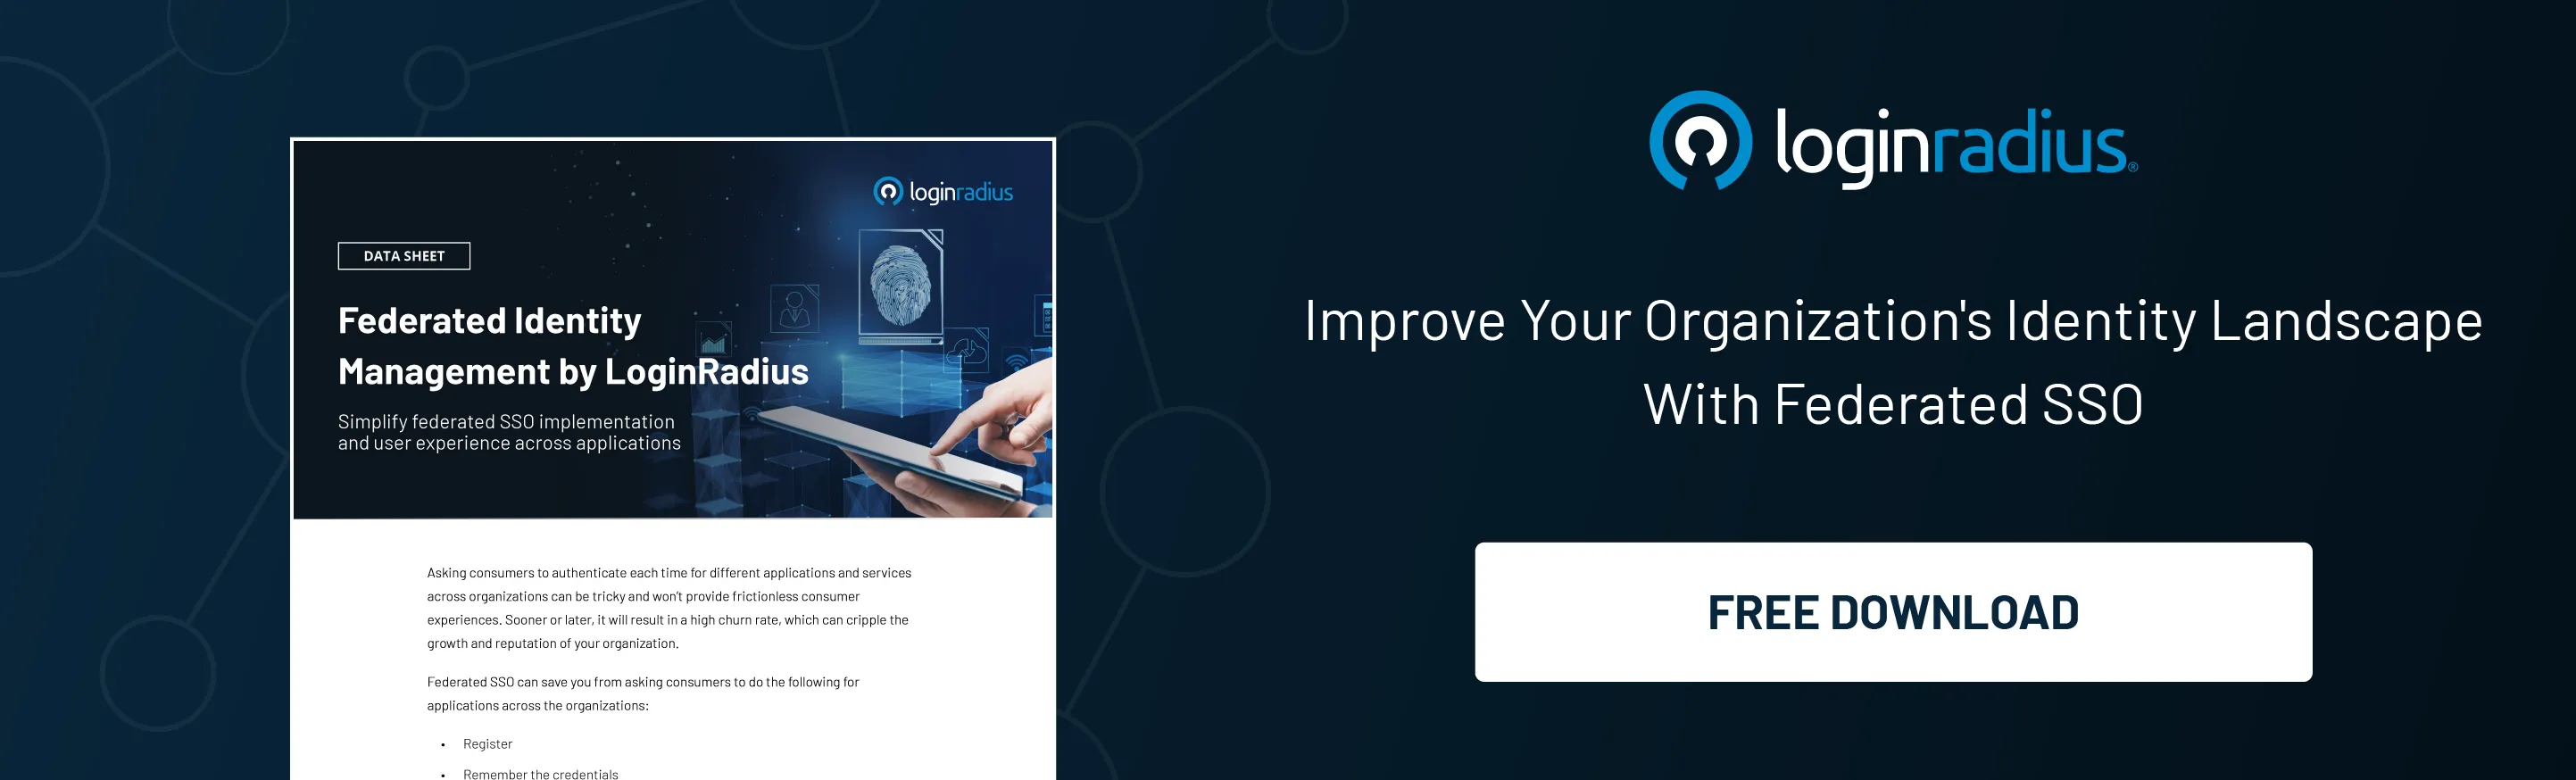 loginradius
DATA SHEET
Federated Identity
Management by LoginRadius
Simplify federated SSO implementation
and user experience across applications
Asking consumers to authenticate each time for different applications and services
across organizations can be tricky and won't provide frictionless consumer
experiences. Sooner or later, it will result in a high churn rate, which can cripple the
growth and reputation of your organization.
Federated SSO can save you from asking consumers to do the following for
applications across the organizations:
• Register
• Remember the credentials
loginradius®
Improve Your Organization's Identity Landscape
With Federated SSO
FREE DOWNLOAD